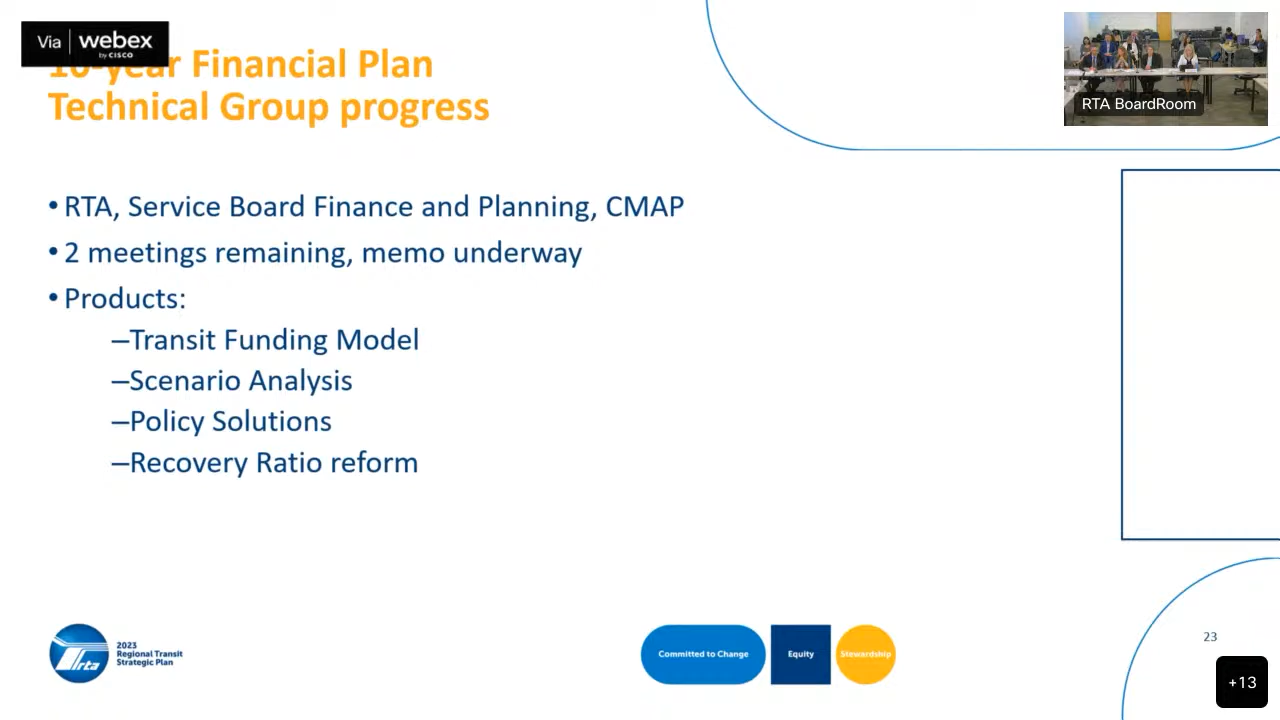 Via webex
by CISCO
10-year Financial Plan
Technical Group progress
RTA BoardRoom
• RTA, Service Board Finance and Planning, CMAP
• 2 meetings remaining, memo underway
• Products:
–Transit Funding Model
–Scenario Analysis
–Policy Solutions
–Recovery Ratio reform
rta
2023
Regional Transit
Strategic Plan
Committed to Change
Equity
Stewardship
23
+13